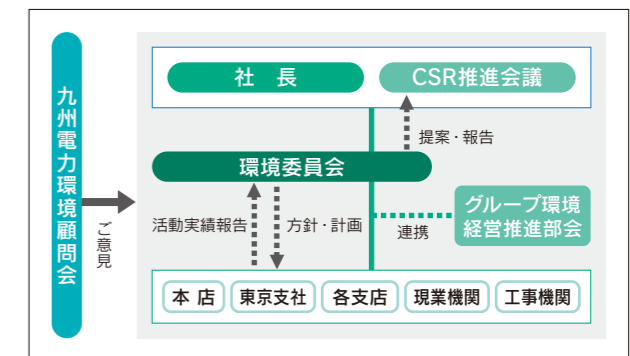 九州電力環境顧問会
ご意見
社 長
CSR推進会議
提案・報告
環境委員会
活動実績報告
方針・計画
連携
グループ環境
経営推進部会
本 店
東京支社
各支店
現業機関
工事機関